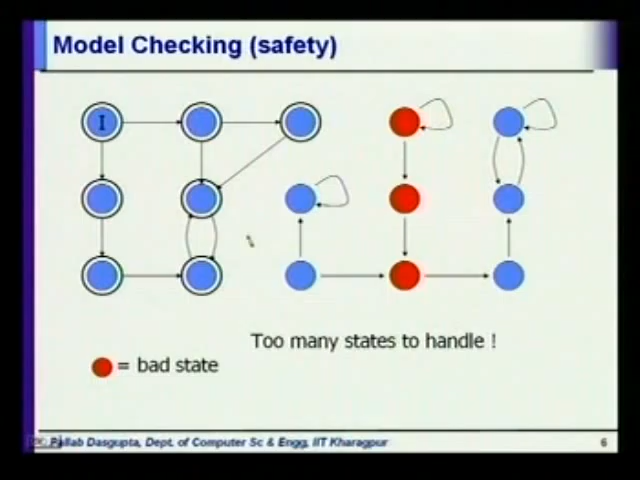 Model Checking (safety)
I
Too many states to handle !
= bad state
Pallab Dasgupta, Dept. of Computer Sc & Engg, IIT Kharagpur
6